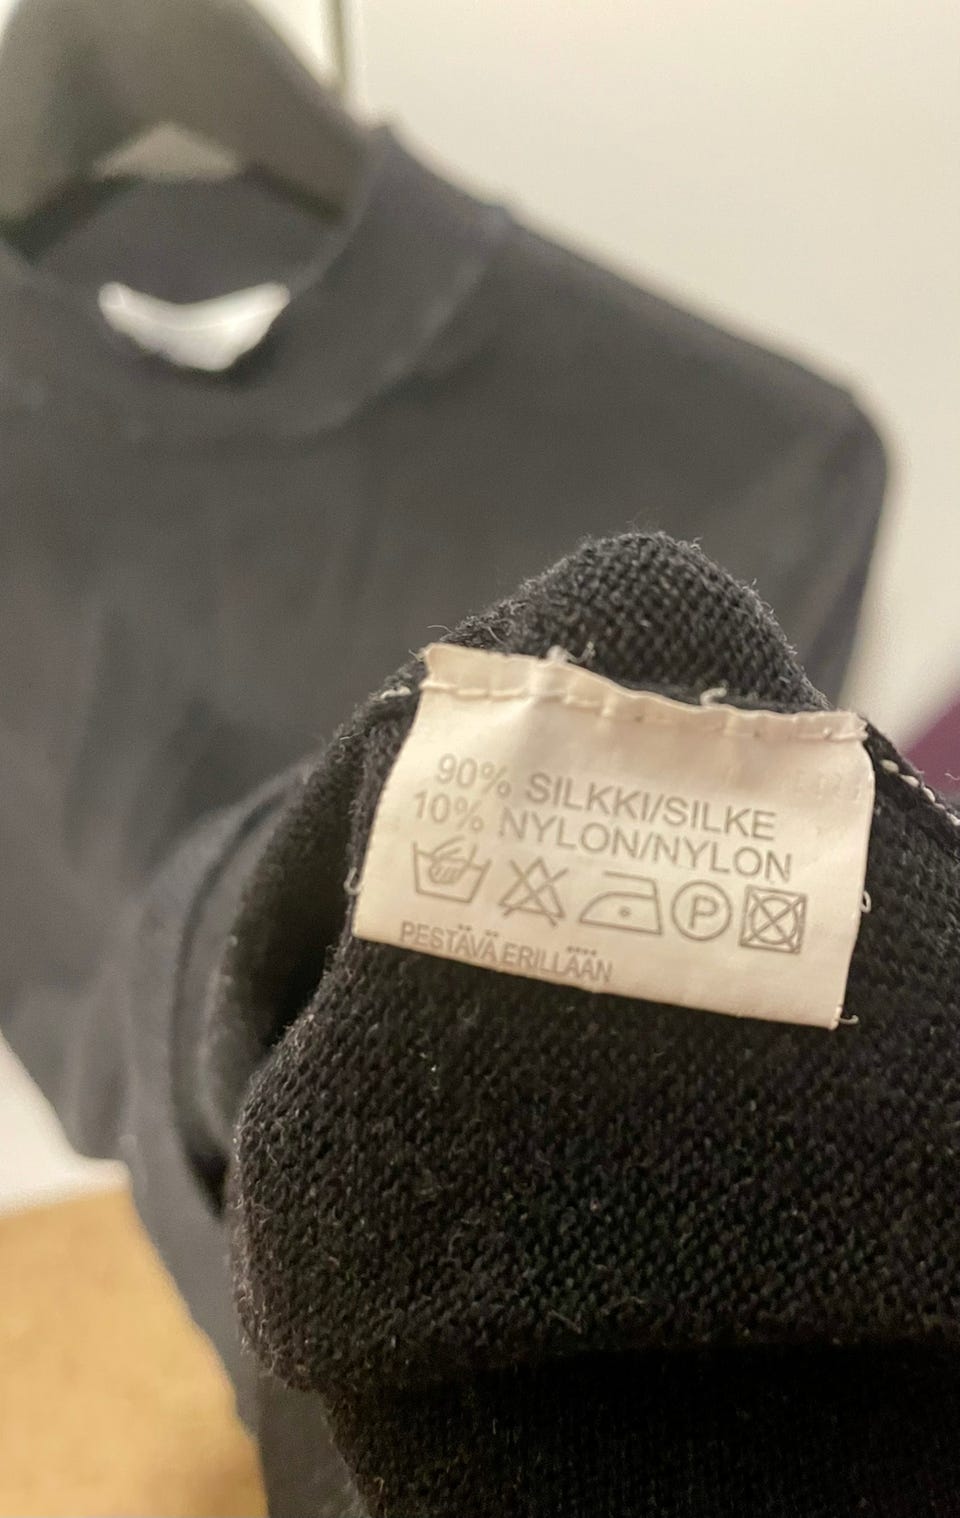 90% SILKKI/SILKE
10% NYLON/NYLON
P
PESTÄVÄ ERILLÄÄN